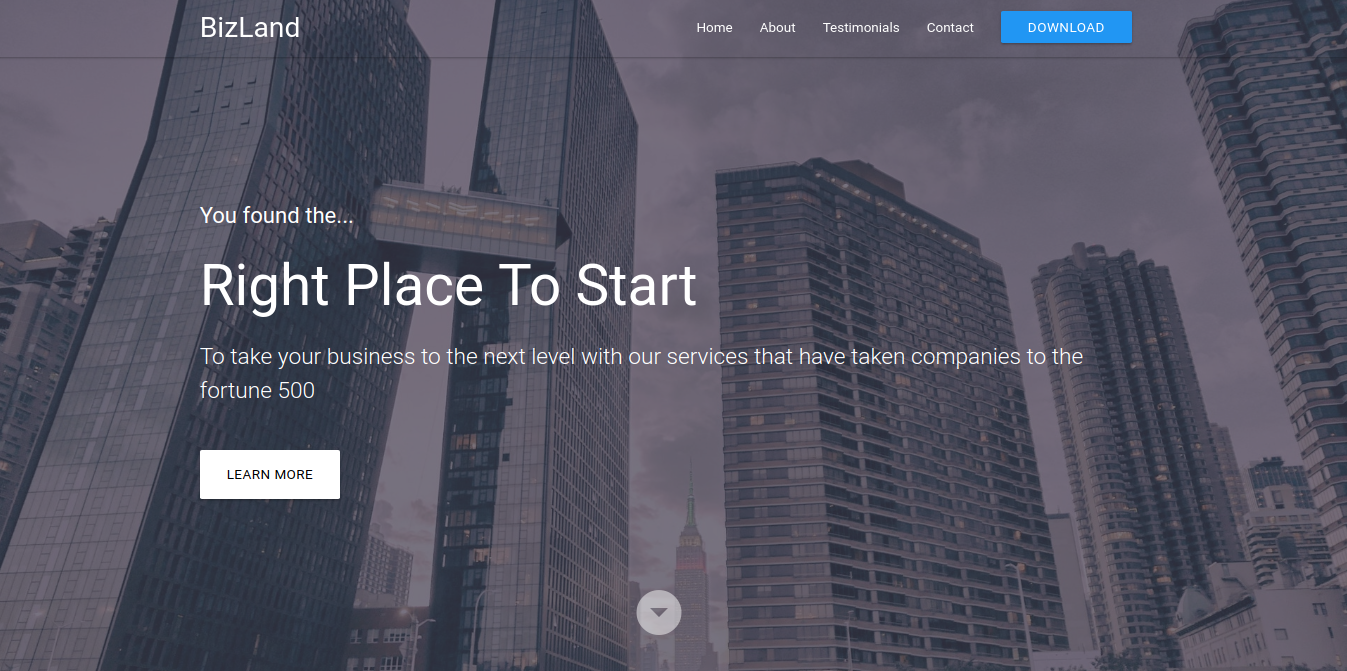 BizLand
Home
About
Testimonials
Contact
DOWNLOAD
You found the...
Right Place To Start
To take your business to the next level with our services that have taken companies to the
fortune 500
LEARN MORE